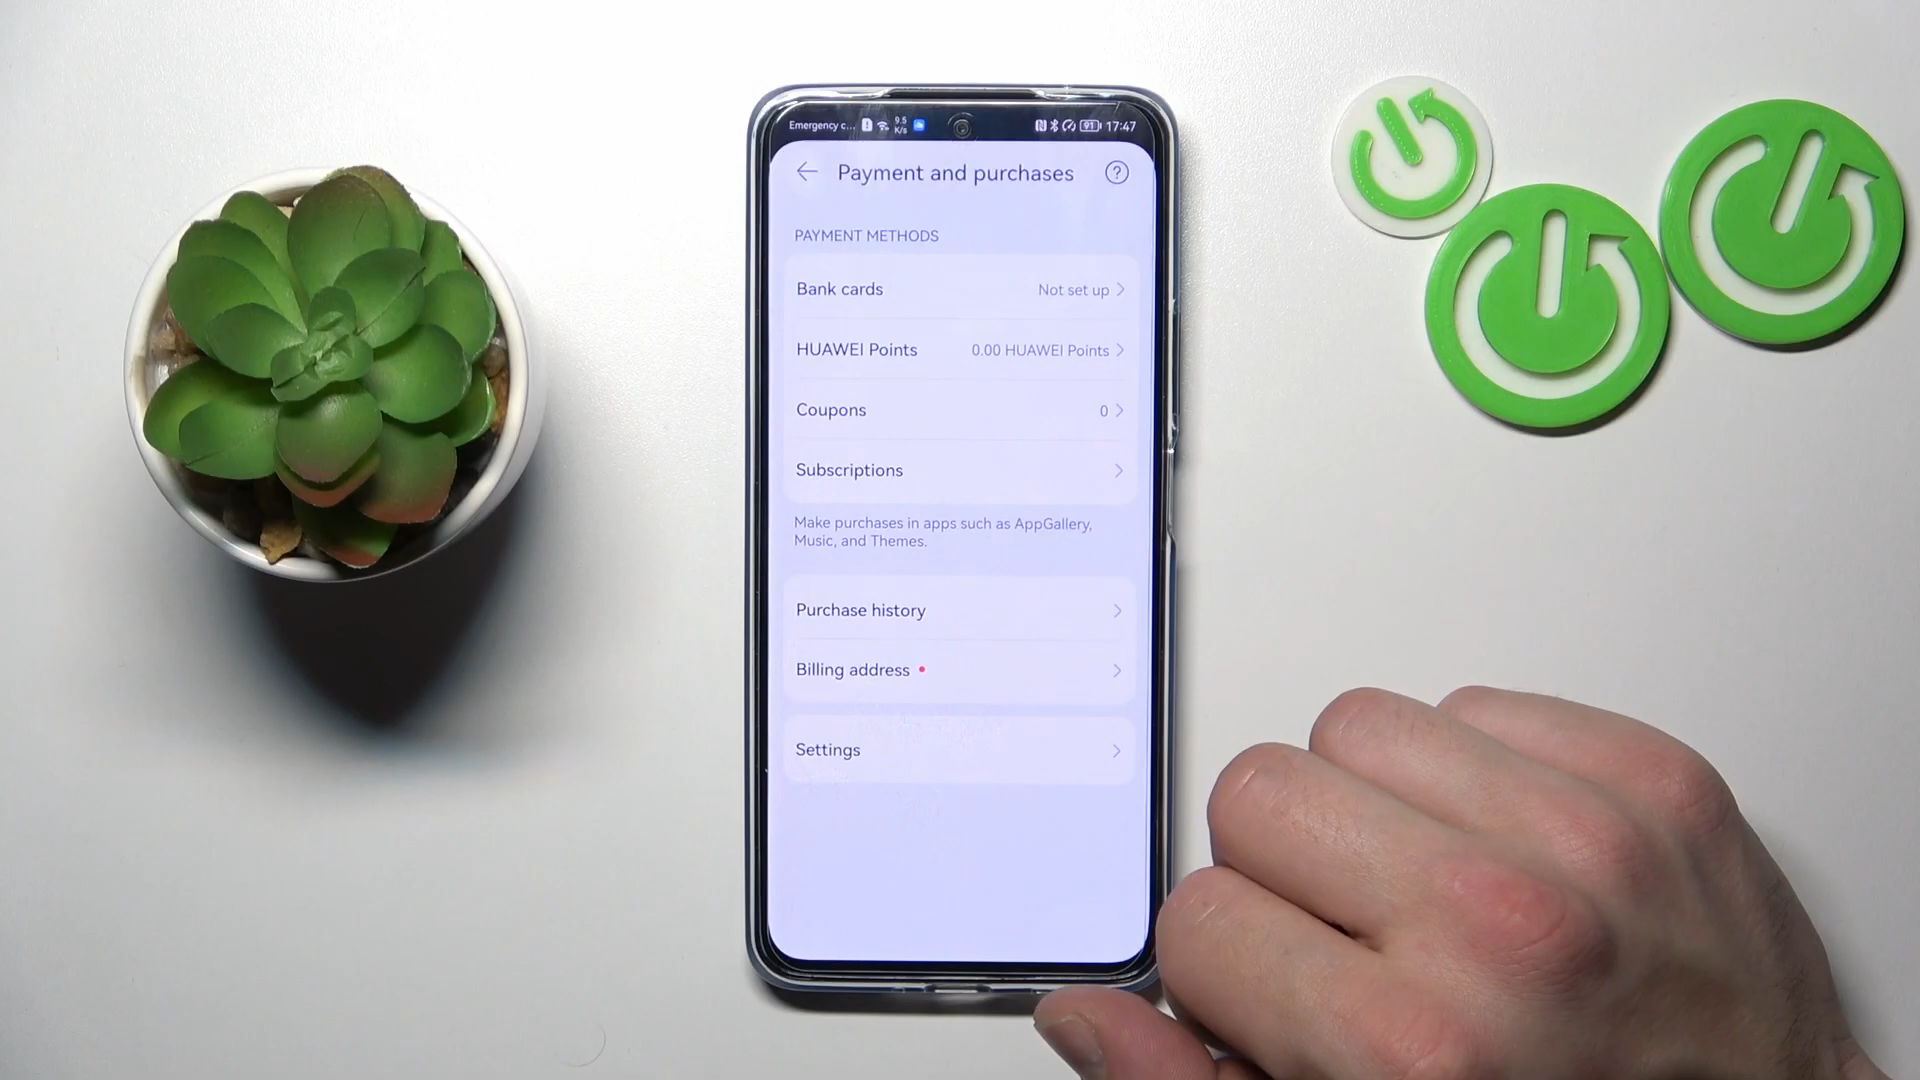 Emergency c... 9.5 K/s 91 17:47
Payment and purchases
PAYMENT METHODS
Bank cards Not set up
HUAWEI Points 0.00 HUAWEI Points
Coupons 0
Subscriptions
Make purchases in apps such as AppGallery,
Music, and Themes.
Purchase history
Billing address
Settings